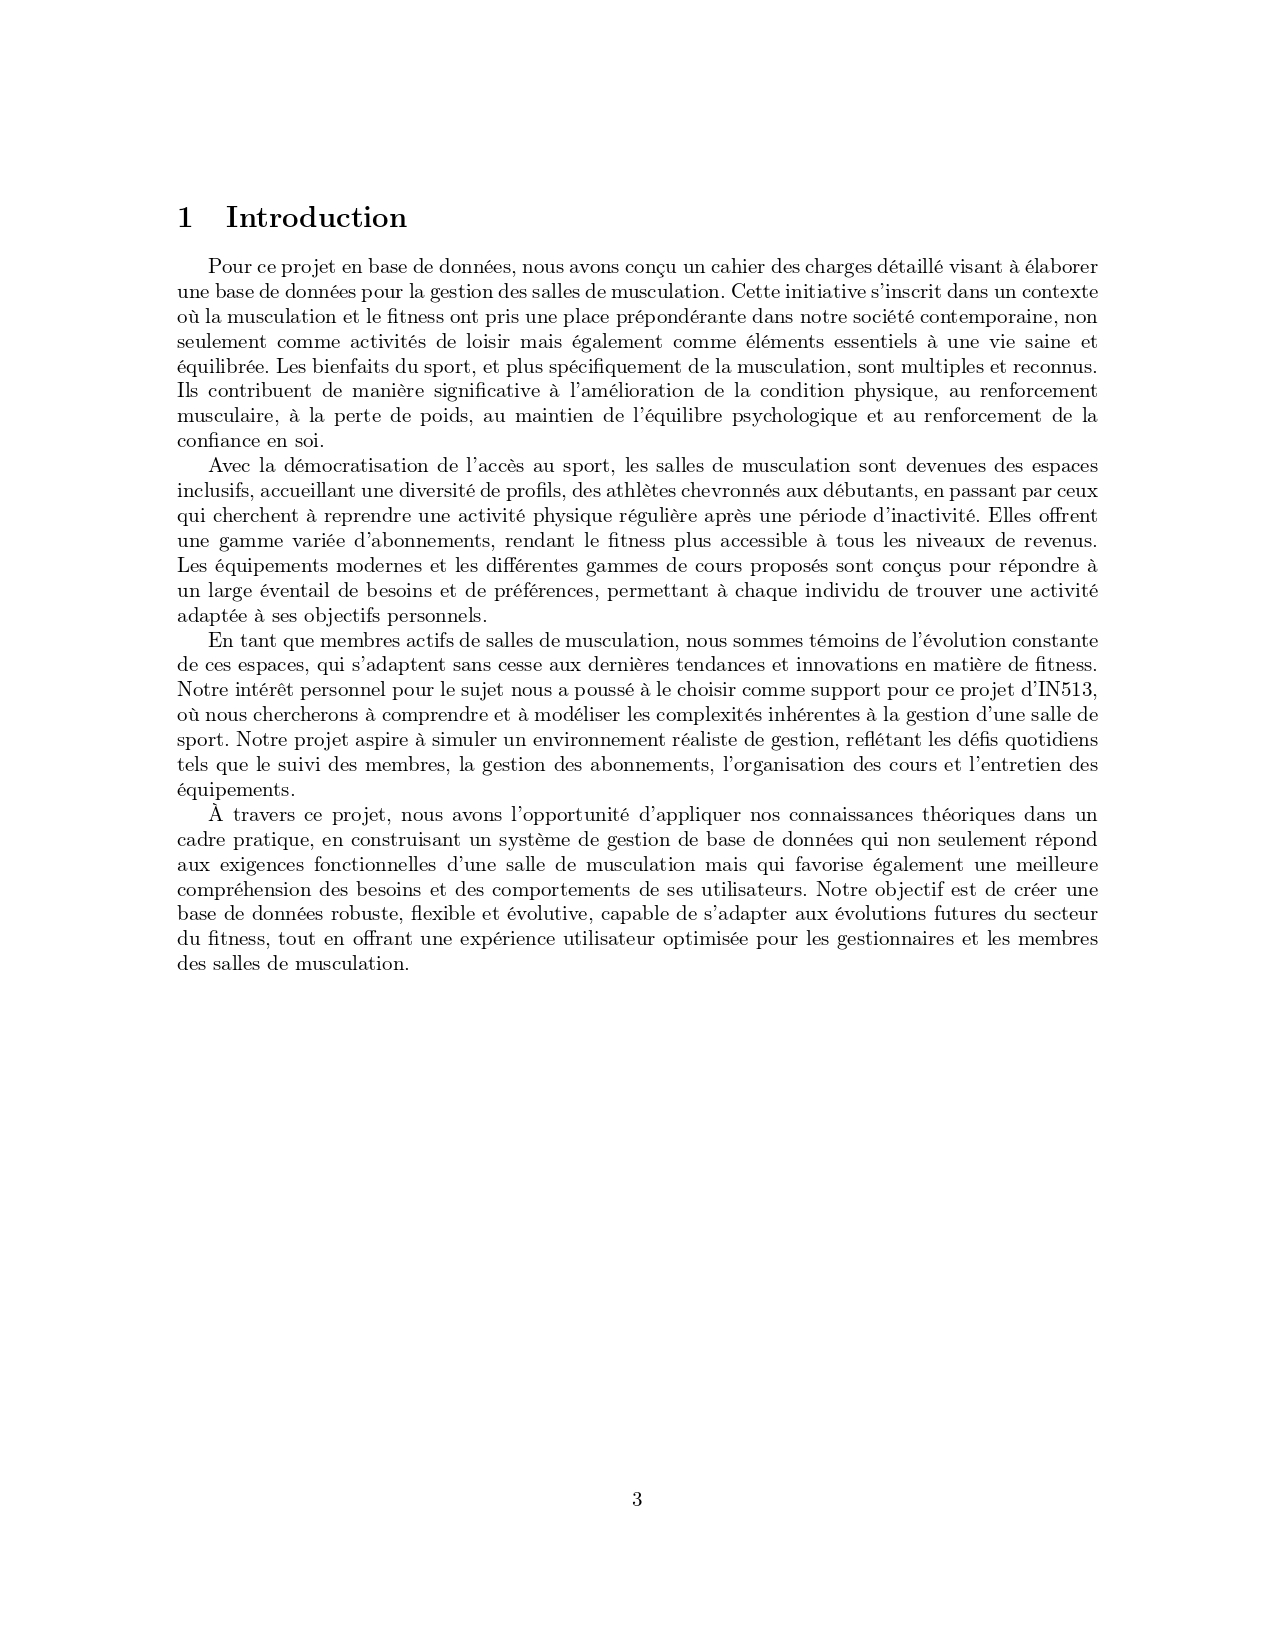 1 Introduction
Pour ce projet en base de données, nous avons conçu un cahier des charges détaillé visant à élaborer
une base de données pour la gestion des salles de musculation. Cette initiative s'inscrit dans un contexte
où la musculation et le fitness ont pris une place prépondérante dans notre société contemporaine, non
seulement comme activités de loisir mais également comme éléments essentiels à une vie saine et
équilibrée. Les bienfaits du sport, et plus spécifiquement de la musculation, sont multiples et reconnus.
Ils contribuent de manière significative à l'amélioration de la condition physique, au renforcement
musculaire, à la perte de poids, au maintien de l'équilibre psychologique et au renforcement de la
confiance en soi.
Avec la démocratisation de l'accès au sport, les salles de musculation sont devenues des espaces
inclusifs, accueillant une diversité de profils, des athlètes chevronnés aux débutants, en passant par ceux
qui cherchent à reprendre une activité physique régulière après une période d'inactivité. Elles offrent
une gamme variée d'abonnements, rendant le fitness plus accessible à tous les niveaux de revenus.
Les équipements modernes et les différentes gammes de cours proposés sont conçus pour répondre à
un large éventail de besoins et de préférences, permettant à chaque individu de trouver une activité
adaptée à ses objectifs personnels.
En tant que membres actifs de salles de musculation, nous sommes témoins de l'évolution constante
de ces espaces, qui s'adaptent sans cesse aux dernières tendances et innovations en matière de fitness.
Notre intérêt personnel pour le sujet nous a poussé à le choisir comme support pour ce projet d'IN513,
où nous chercherons à comprendre et à modéliser les complexités inhérentes à la gestion d'une salle de
sport. Notre projet aspire à simuler un environnement réaliste de gestion, reflétant les défis quotidiens
tels que le suivi des membres, la gestion des abonnements, l'organisation des cours et l'entretien des
équipements.
À travers ce projet, nous avons l'opportunité d'appliquer nos connaissances théoriques dans un
cadre pratique, en construisant un système de gestion de base de données qui non seulement répond
aux exigences fonctionnelles d'une salle de musculation mais qui favorise également une meilleure
compréhension des besoins et des comportements de ses utilisateurs. Notre objectif est de créer une
base de données robuste, flexible et évolutive, capable de s'adapter aux évolutions futures du secteur
du fitness, tout en offrant une expérience utilisateur optimisée pour les gestionnaires et les membres
des salles de musculation.
3